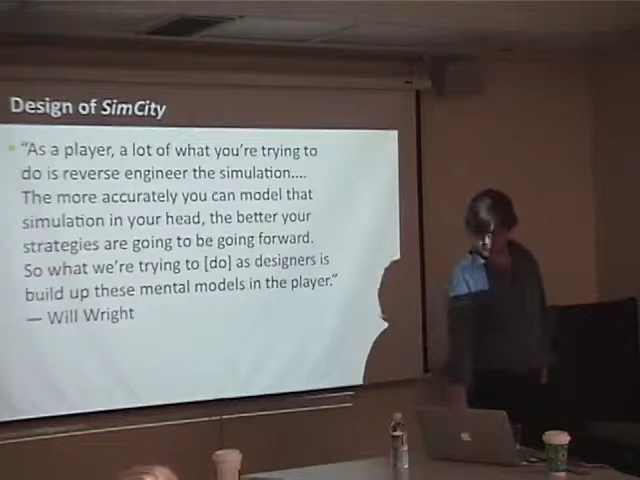 Design of SimCity
"As a player, a lot of what you're trying to
do is reverse engineer the simulation....
The more accurately you can model that
simulation in your head, the better your
strategies are going to be going forward.
So what we're trying to [do] as designers is
build up these mental models in the player."
— Will Wright